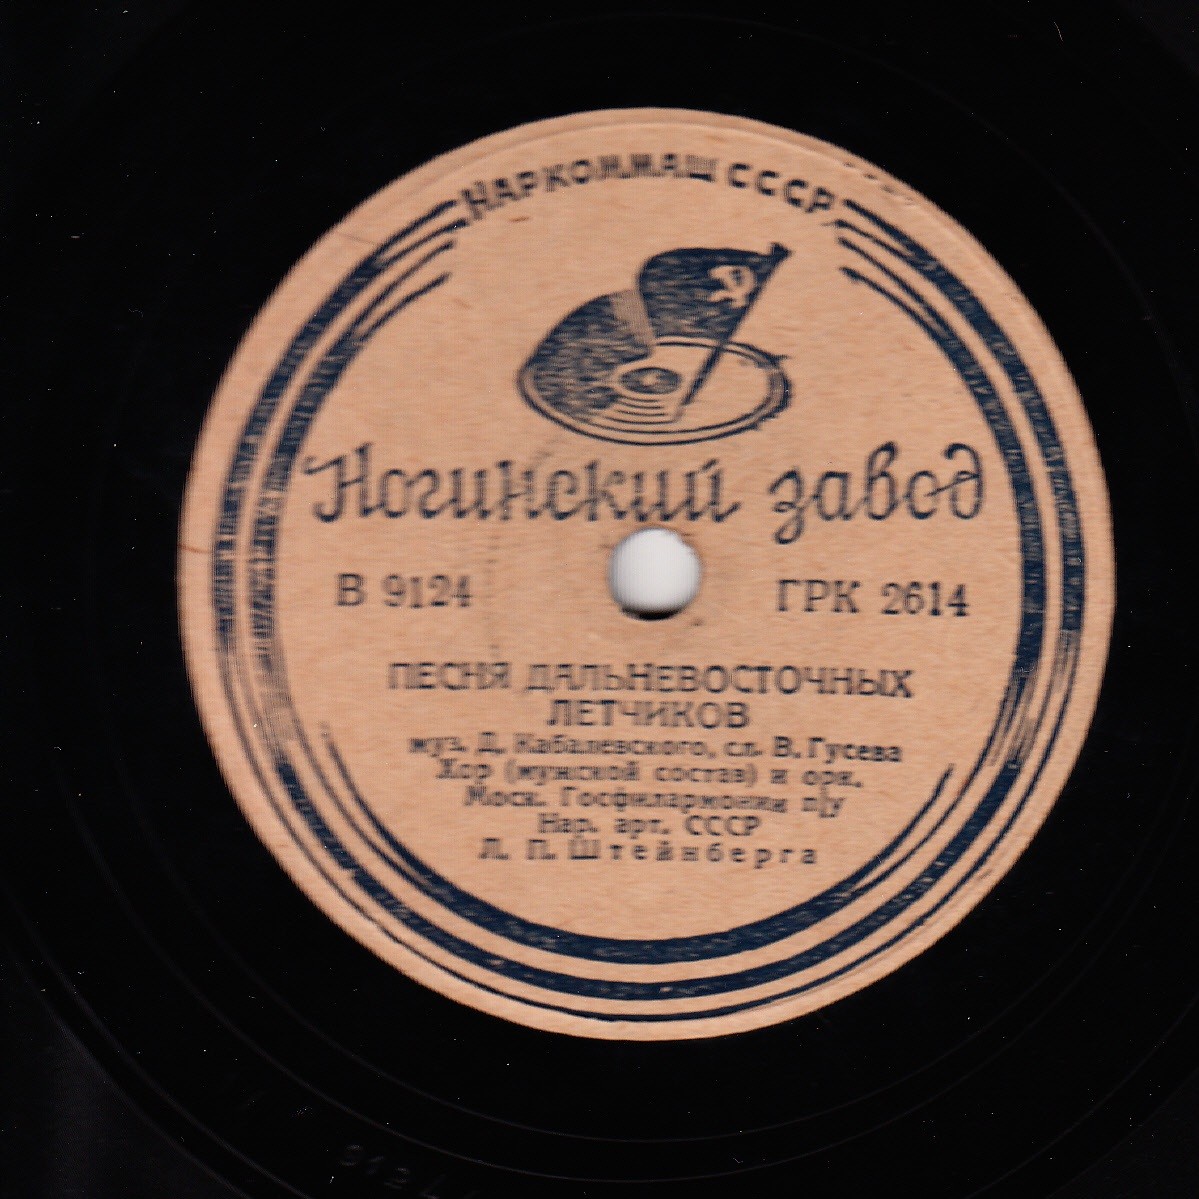 НАРКОММАШ СССР
Ногинский завод
В 9124 ГРК 2614
ПЕСНЯ ДАЛЬНЕВОСТОЧНЫХ
ЛЕТЧИКОВ
муз. Д. Кабалевского, сл. В. Гусева
Хор (мужской состав) и орк.
Моск. Госфилармонии п/у
Нар. арт. СССР
Л. П. Штейнберга